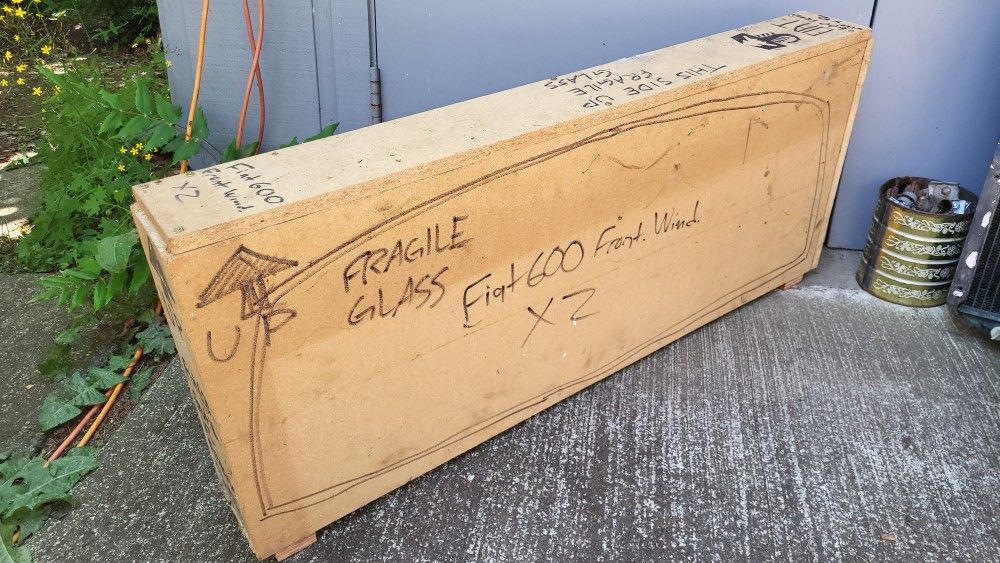 Fiat 600
Front. Wind.
X2
THIS SIDE
UP
FRAGILE
GLASS
UP
FRAGILE
GLASS
Fiat 600 Front. Wind.
X2